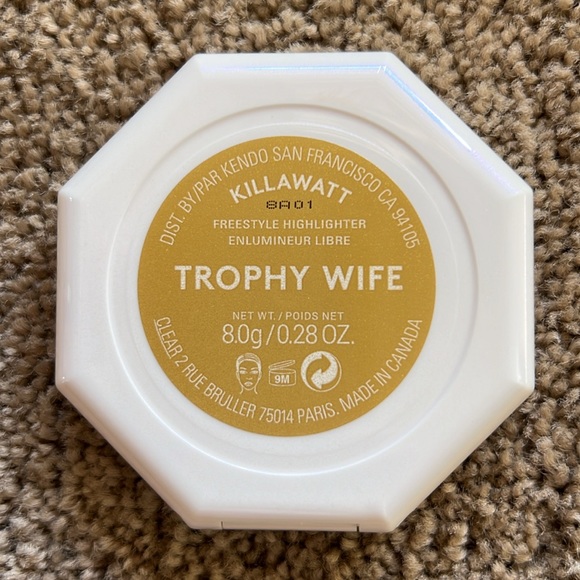 DIST. BY/PAR KENDO SAN FRANCISCO CA 94105
KILLAWATT
8A01
FREESTYLE HIGHLIGHTER
ENLUMINEUR LIBRE
TROPHY WIFE
NET WT. / POIDS NET
8.0g/0.28 OZ.
9M
CLEAR 2 RUE BRULLER 75014 PARIS. MADE IN CANADA